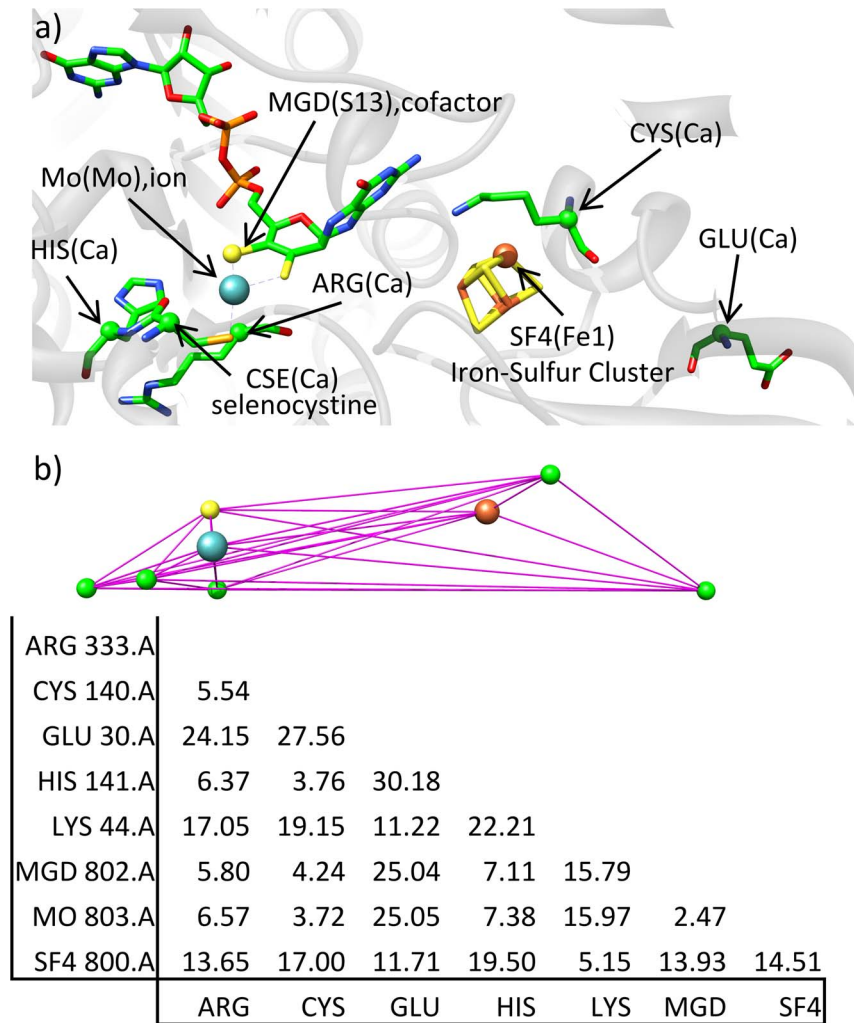 a)
MGD(S13),cofactor
CYS(Ca)
Mo(Mo),ion
GLU(Ca)
HIS(Ca)
ARG(Ca)
SF4(Fe1)
Iron-Sulfur Cluster
CSE(Ca)
selenocystine
b)
ARG 333.A
CYS 140.A 5.54
GLU 30.A 24.15 27.56
HIS 141.A 6.37 3.76 30.18
LYS 44.A 17.05 19.15 11.22 22.21
MGD 802.A 5.80 4.24 25.04 7.11 15.79
MO 803.A 6.57 3.72 25.05 7.38 15.97 2.47
SF4 800.A 13.65 17.00 11.71 19.50 5.15 13.93 14.51
ARG CYS GLU HIS LYS MGD SF4